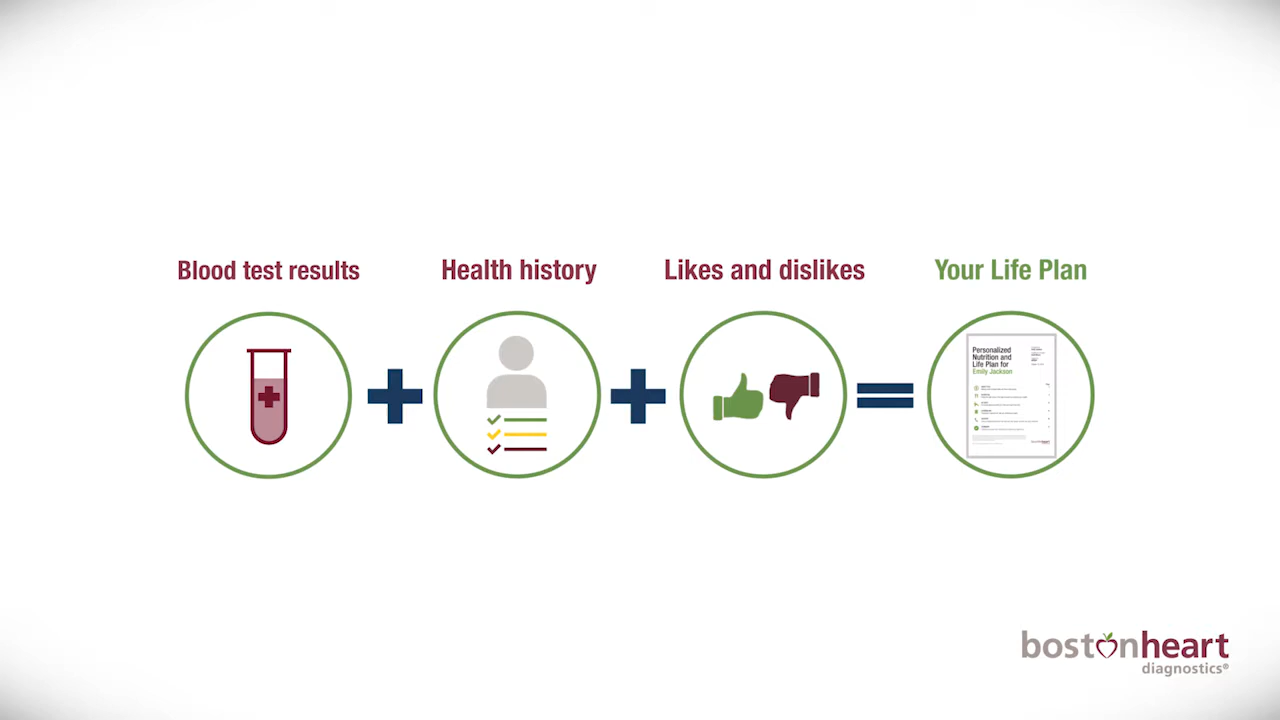 Blood test results
Health history
Likes and dislikes
Your Life Plan
Personalized
Nutrition and
Life Plan for
Emily Jackson
bostonheart
diagnostics®